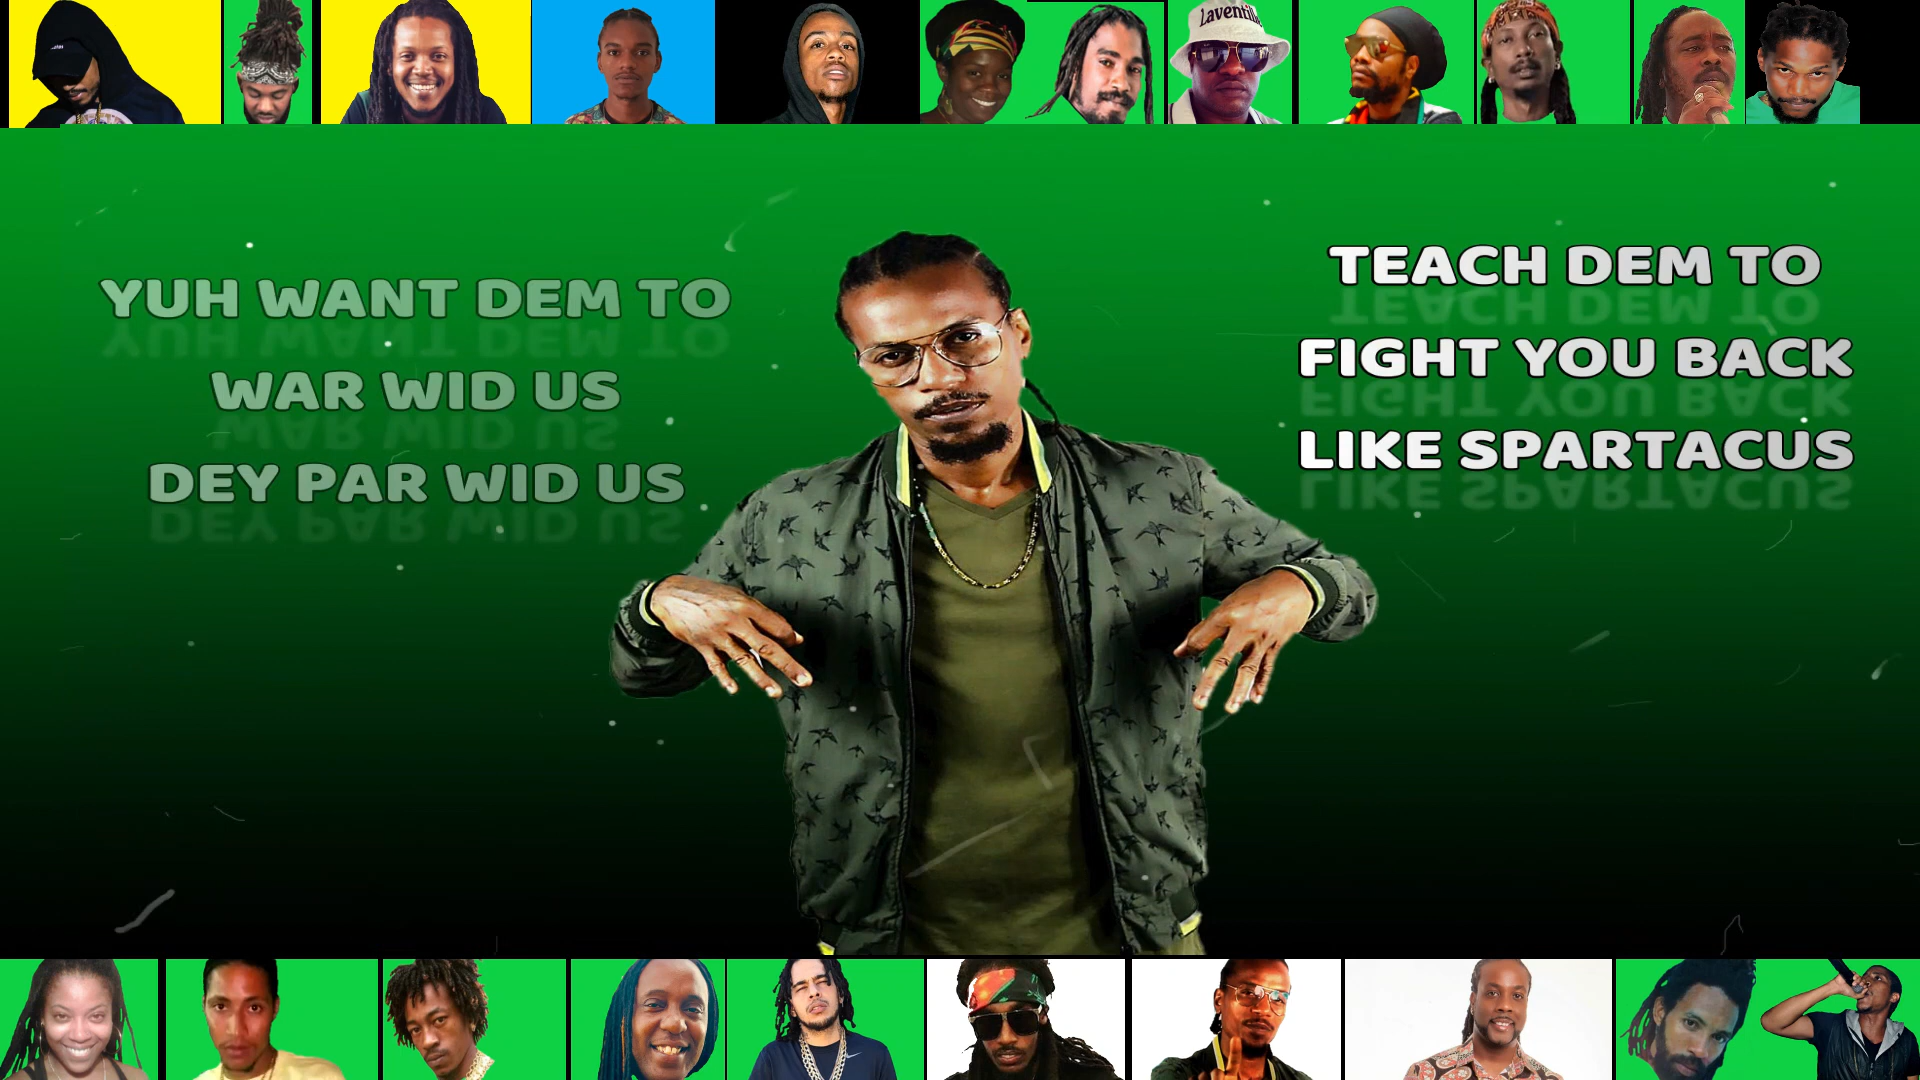 Laventille
YUH WANT DEM TO
WAR WID US
DEY PAR WID US
TEACH DEM TO
FIGHT YOU BACK
LIKE SPARTACUS